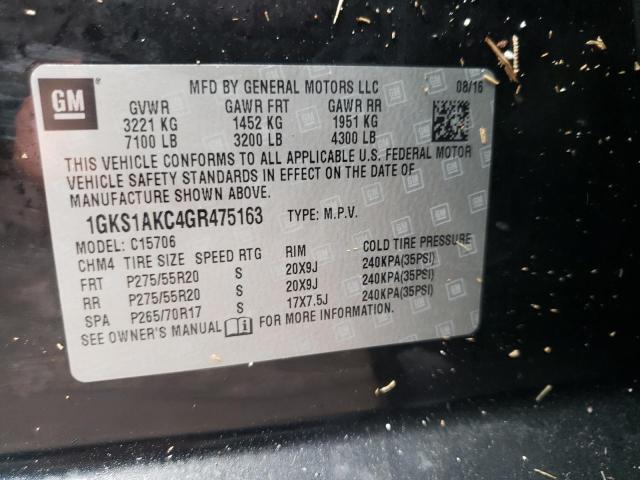 GM
MFD BY GENERAL MOTORS LLC 08/16
GVWR GAWR FRT GAWR RR
3221 KG 1452 KG 1951 KG
7100 LB 3200 LB 4300 LB
THIS VEHICLE CONFORMS TO ALL APPLICABLE U.S. FEDERAL MOTOR
VEHICLE SAFETY STANDARDS IN EFFECT ON THE DATE OF
MANUFACTURE SHOWN ABOVE.
1GKS1AKC4GR475163 TYPE: M.P.V.
MODEL: C15706
CHM4 TIRE SIZE SPEED RTG RIM COLD TIRE PRESSURE
FRT P275/55R20 S 20X9J 240KPA(35PSI)
RR P275/55R20 S 20X9J 240KPA(35PSI)
SPA P265/70R17 S 17X7.5J 240KPA(35PSI)
SEE OWNER'S MANUAL FOR MORE INFORMATION.